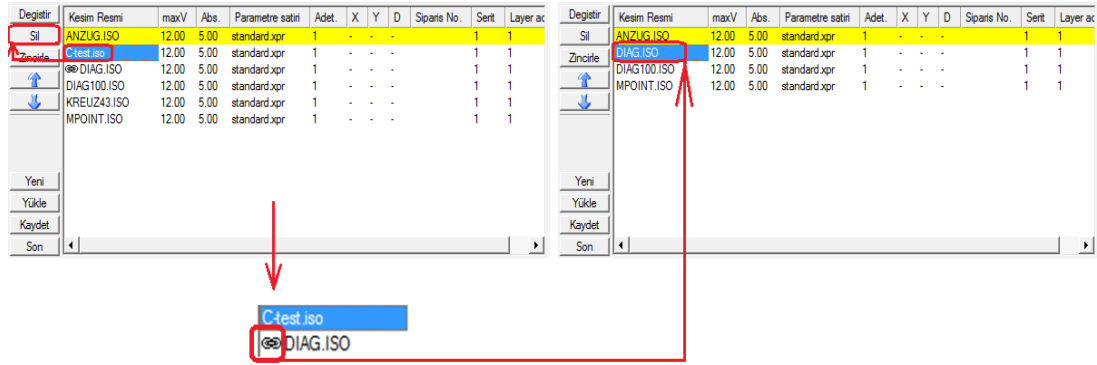 Degistir Kesim Resmi maxV Abs. Parametre satiri Adet. X Y D Siparis No. Serit Layer ac
Sil ANZUG.ISO 12.00 5.00 standard.xpr 1 - - - 1 1
Zincirle C-test.iso 12.00 5.00 standard.xpr 1 - - - 1 1
DIAG.ISO 12.00 5.00 standard.xpr 1 - - - 1 1
DIAG100.ISO 12.00 5.00 standard.xpr 1 - - - 1 1
KREUZ43.ISO 12.00 5.00 standard.xpr 1 - - - 1 1
MPOINT.ISO 12.00 5.00 standard.xpr 1 - - - 1 1
Yeni
Yükle
Kaydet
Son
Degistir Kesim Resmi maxV Abs. Parametre satiri Adet. X Y D Siparis No. Serit Layer ac
Sil ANZUG.ISO 12.00 5.00 standard.xpr 1 - - - 1 1
Zincirle DIAG.ISO 12.00 5.00 standard.xpr 1 - - - 1 1
DIAG100.ISO 12.00 5.00 standard.xpr 1 - - - 1 1
MPOINT.ISO 12.00 5.00 standard.xpr 1 - - - 1 1
Yeni
Yükle
Kaydet
Son
C-test.iso
DIAG.ISO